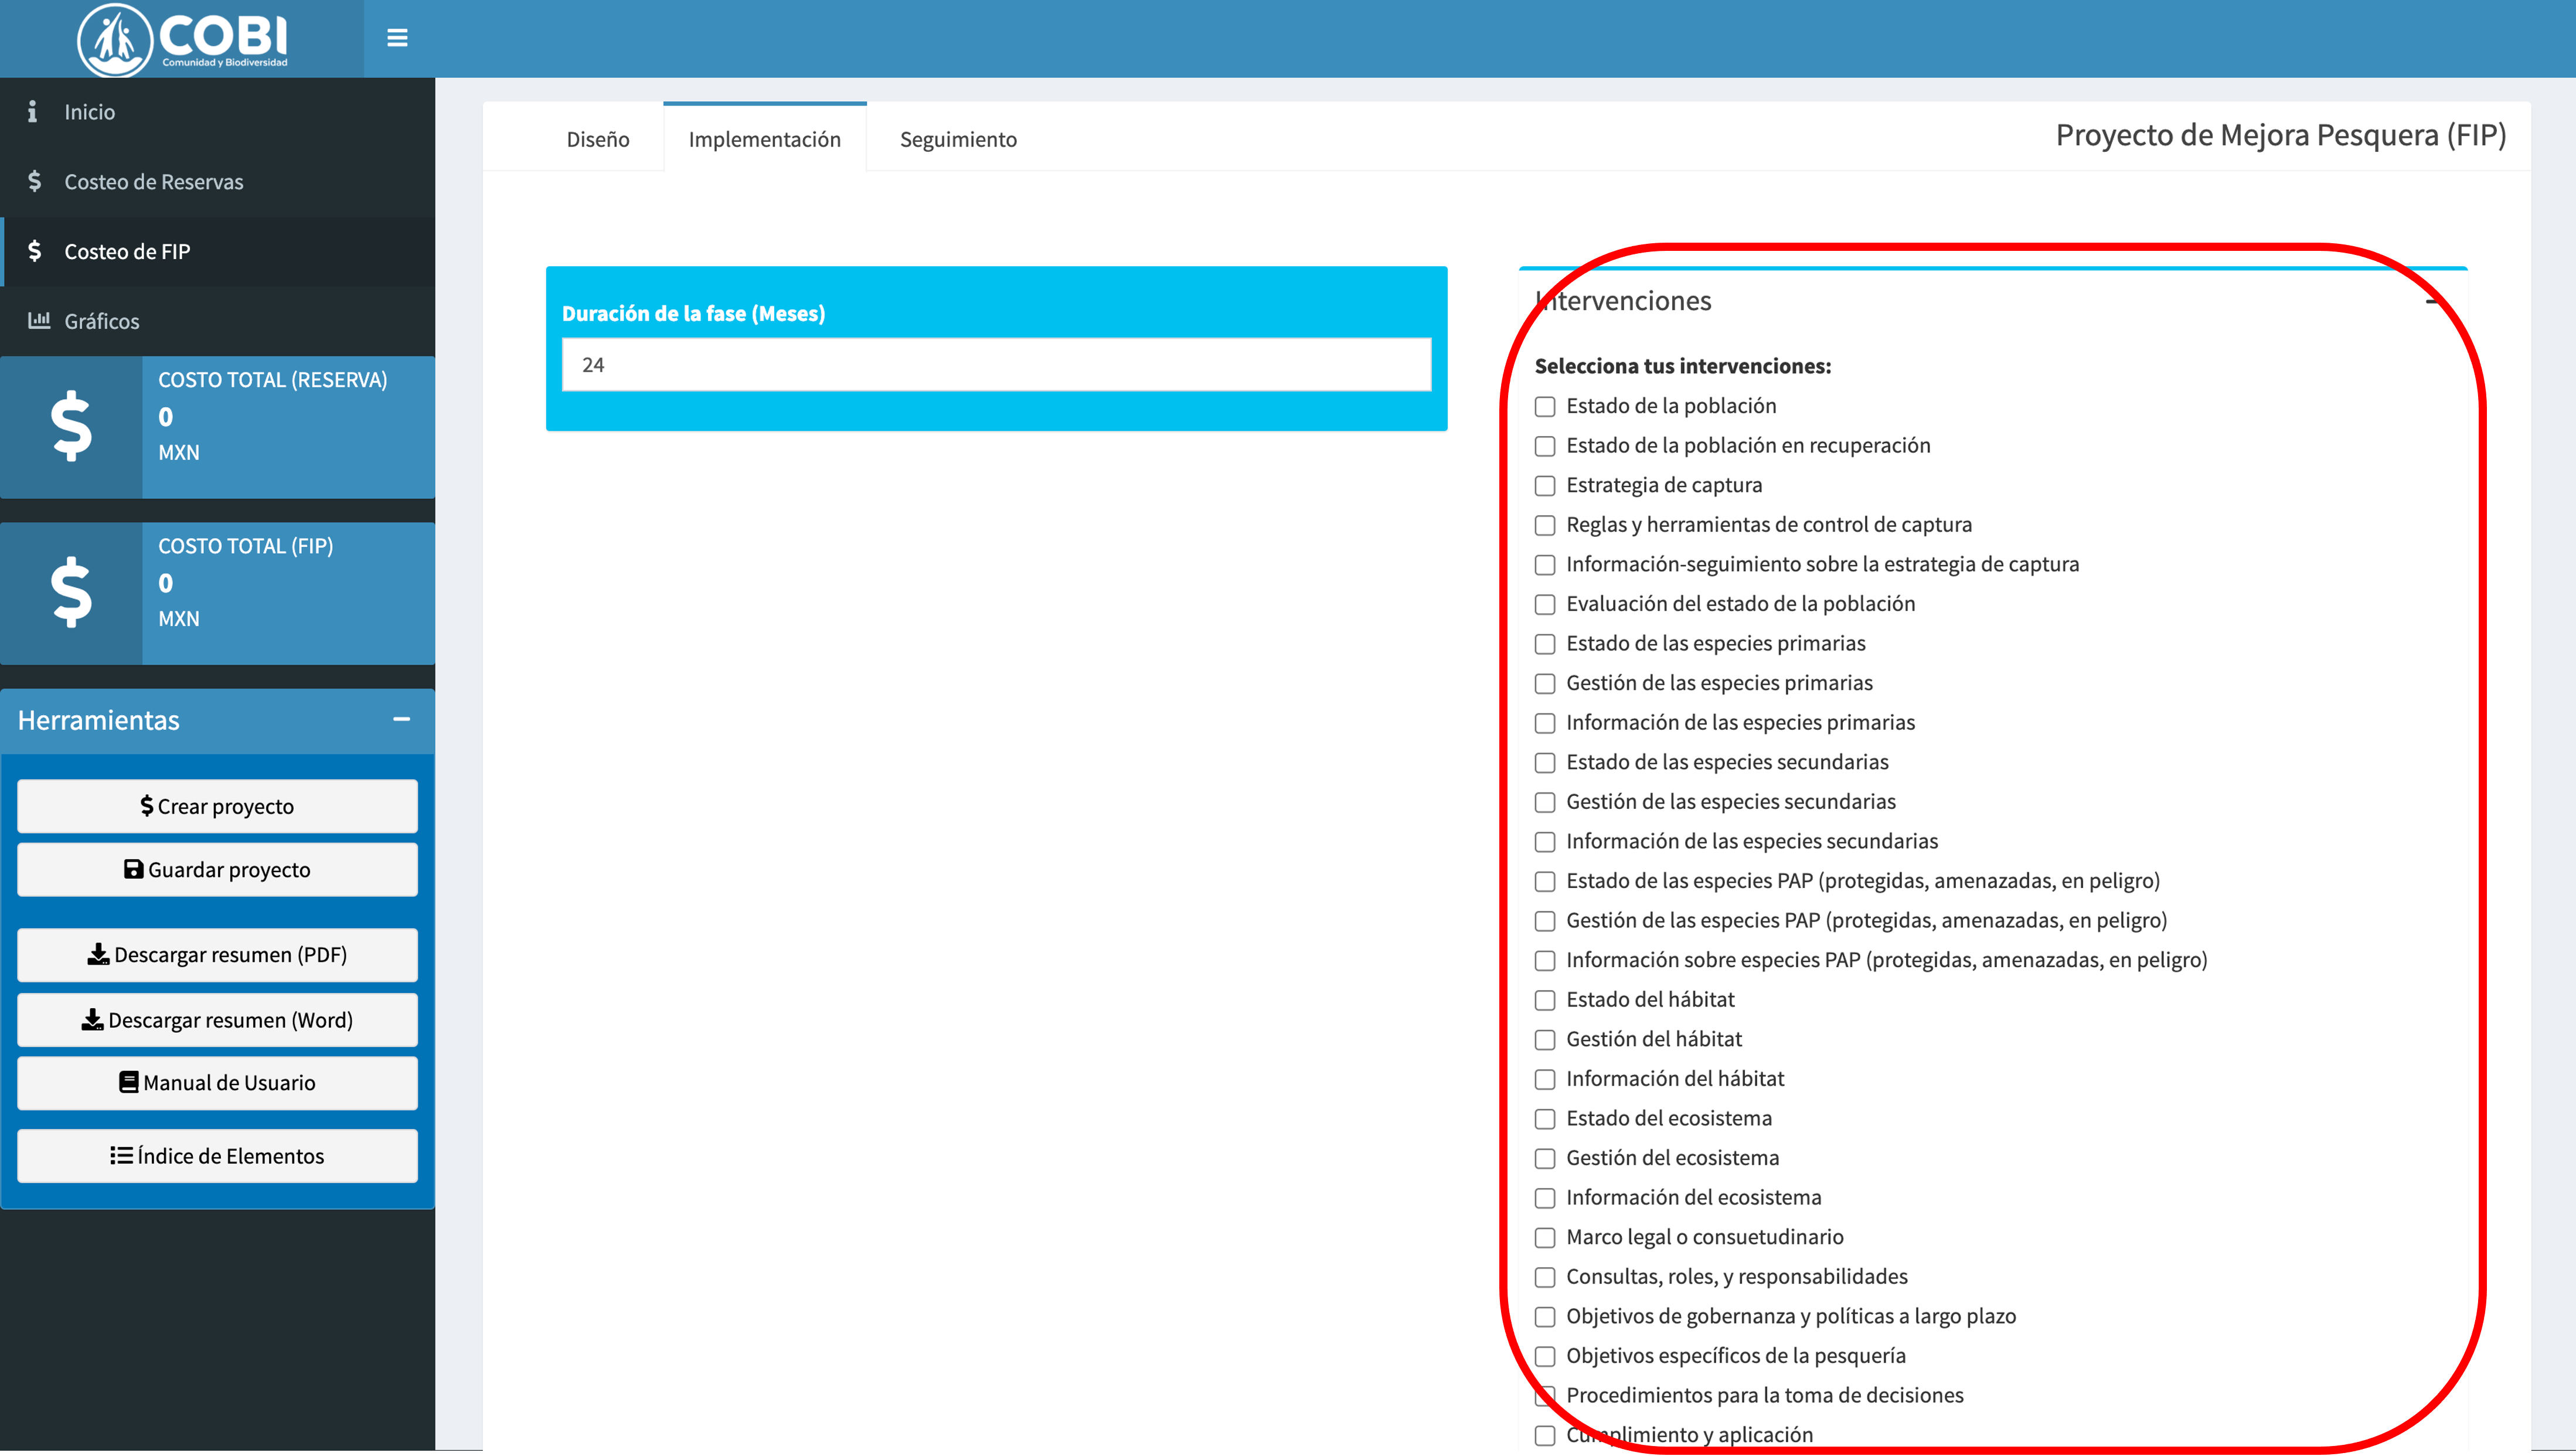 COBI
Comunidad y Biodiversidad
Inicio
Costeo de Reservas
Costeo de FIP
Gráficos
COSTO TOTAL (RESERVA)
0
MXN
COSTO TOTAL (FIP)
0
MXN
Herramientas
Crear proyecto
Guardar proyecto
Descargar resumen (PDF)
Descargar resumen (Word)
Manual de Usuario
Índice de Elementos
Diseño
Implementación
Seguimiento
Proyecto de Mejora Pesquera (FIP)
Duración de la fase (Meses)
24
Intervenciones
Selecciona tus intervenciones:
Estado de la población
Estado de la población en recuperación
Estrategia de captura
Reglas y herramientas de control de captura
Información-seguimiento sobre la estrategia de captura
Evaluación del estado de la población
Estado de las especies primarias
Gestión de las especies primarias
Información de las especies primarias
Estado de las especies secundarias
Gestión de las especies secundarias
Información de las especies secundarias
Estado de las especies PAP (protegidas, amenazadas, en peligro)
Gestión de las especies PAP (protegidas, amenazadas, en peligro)
Información sobre especies PAP (protegidas, amenazadas, en peligro)
Estado del hábitat
Gestión del hábitat
Información del hábitat
Estado del ecosistema
Gestión del ecosistema
Información del ecosistema
Marco legal o consuetudinario
Consultas, roles, y responsabilidades
Objetivos de gobernanza y políticas a largo plazo
Objetivos específicos de la pesquería
Procedimientos para la toma de decisiones
Cumplimiento y aplicación